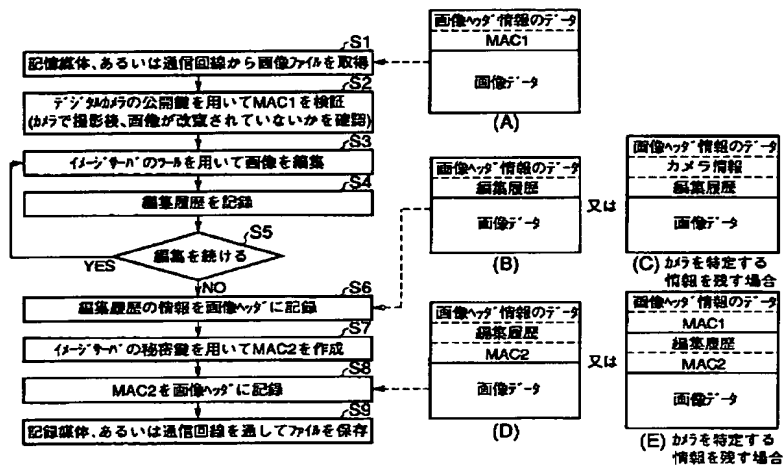 S1
記憶媒体、あるいは通信回線から画像ファイルを取得
S2
デジタルカメラの公開鍵を用いてMAC1を検証
(カメラで撮影後、画像が改竄されていないかを確認)
S3
イメージサーバのツールを用いて画像を編集
S4
編集履歴を記録
S5
編集を続ける
YES
NO
S6
編集履歴の情報を画像ヘッダに記録
S7
イメージサーバの秘密鍵を用いてMAC2を作成
S8
MAC2を画像ヘッダに記録
S9
記録媒体、あるいは通信回線を通してファイルを保存
画像ヘッダ情報のデータ
MAC1
画像データ
(A)
画像ヘッダ情報のデータ
編集履歴
画像データ
(B)
又は
画像ヘッダ情報のデータ
カメラ情報
編集履歴
画像データ
(C) カメラを特定する
情報を残す場合
画像ヘッダ情報のデータ
編集履歴
MAC2
画像データ
(D)
又は
画像ヘッダ情報のデータ
MAC1
編集履歴
MAC2
画像データ
(E) カメラを特定する
情報を残す場合